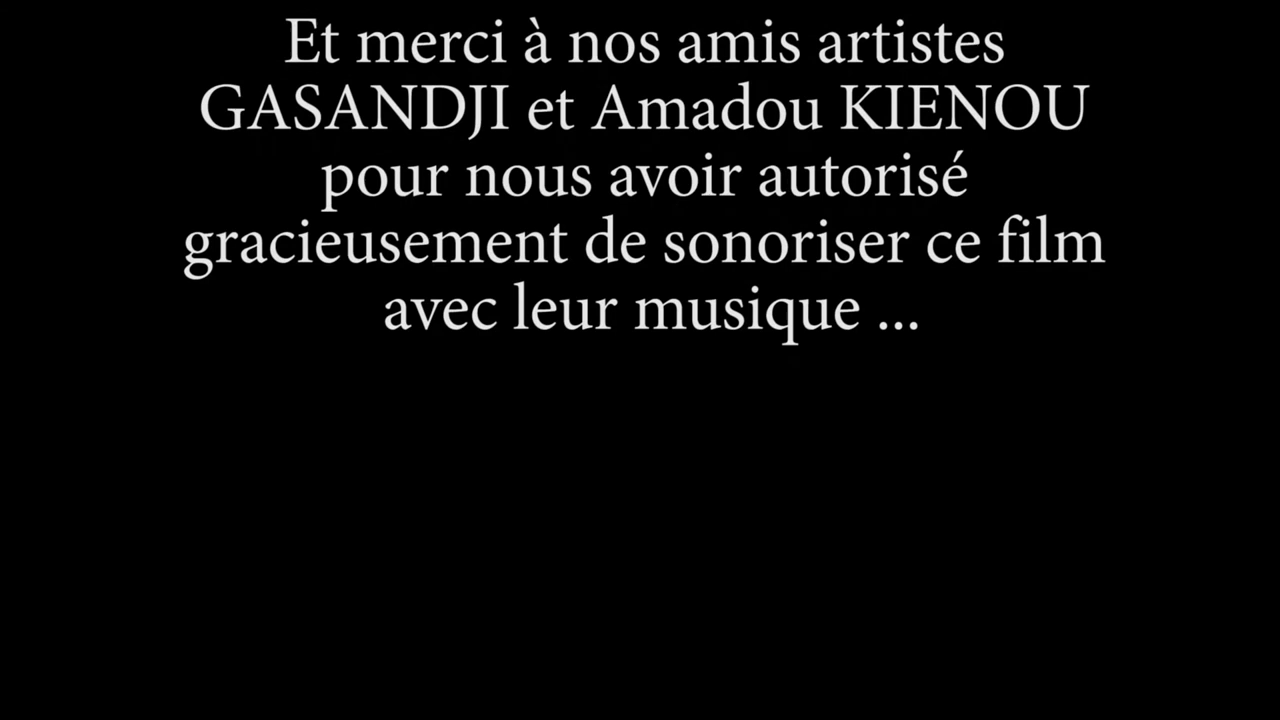 Et merci à nos amis artistes
GASANDJI et Amadou KIENOU
pour nous avoir autorisé
gracieusement de sonoriser ce film
avec leur musique ...